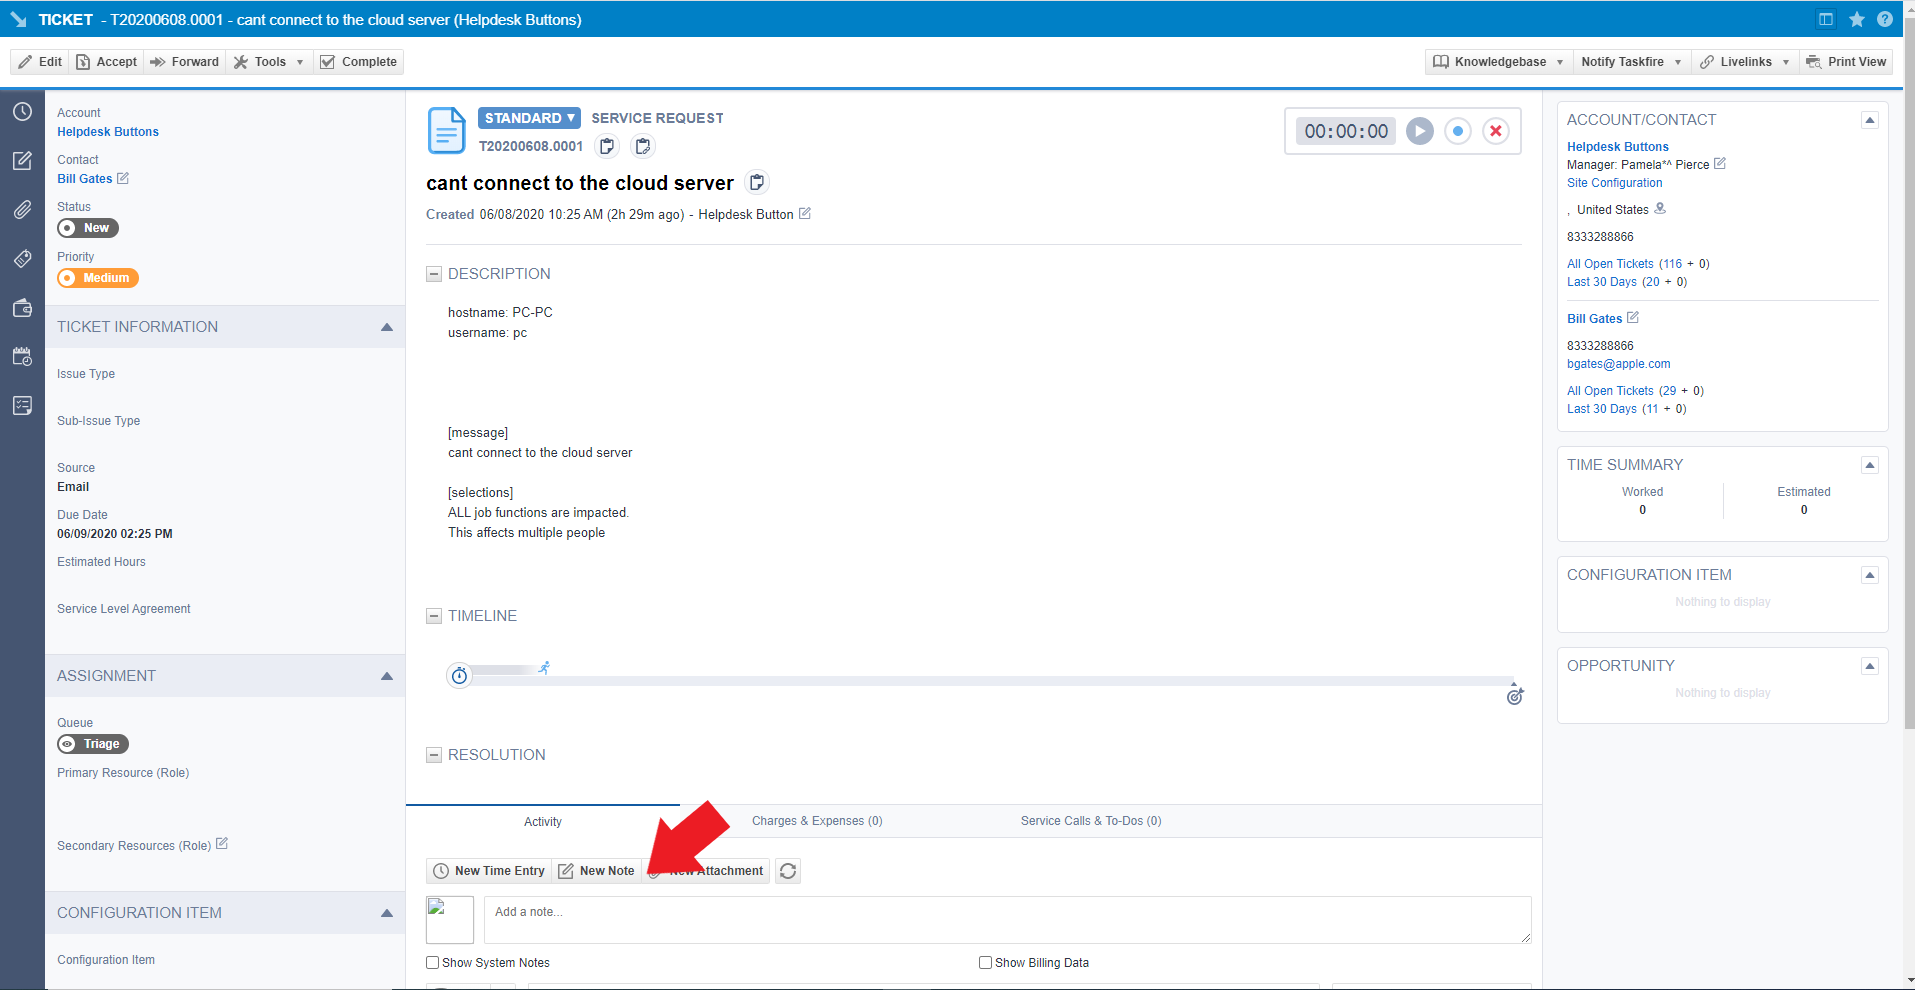 TICKET - T20200608.0001 - cant connect to the cloud server (Helpdesk Buttons)
Edit Accept Forward Tools Complete
Knowledgebase Notify Taskfire Livelinks Print View
Account
Helpdesk Buttons
Contact
Bill Gates
Status
New
Priority
Medium
TICKET INFORMATION
Issue Type
Sub-Issue Type
Source
Email
Due Date
06/09/2020 02:25 PM
Estimated Hours
Service Level Agreement
ASSIGNMENT
Queue
Triage
Primary Resource (Role)
Secondary Resources (Role)
CONFIGURATION ITEM
Configuration Item
STANDARD SERVICE REQUEST
T20200608.0001
00:00:00
cant connect to the cloud server
Created 06/08/2020 10:25 AM (2h 29m ago) - Helpdesk Button
DESCRIPTION
hostname: PC-PC
username: pc
[message]
cant connect to the cloud server
[selections]
ALL job functions are impacted.
This affects multiple people
TIMELINE
RESOLUTION
Activity Charges & Expenses (0) Service Calls & To-Dos (0)
New Time Entry New Note New Attachment
Add a note...
Show System Notes Show Billing Data
ACCOUNT/CONTACT
Helpdesk Buttons
Manager: Pamela*^ Pierce
Site Configuration
, United States
8333288866
All Open Tickets (116 + 0)
Last 30 Days (20 + 0)
Bill Gates
8333288866
bgates@apple.com
All Open Tickets (29 + 0)
Last 30 Days (11 + 0)
TIME SUMMARY
Worked Estimated
0 0
CONFIGURATION ITEM
Nothing to display
OPPORTUNITY
Nothing to display